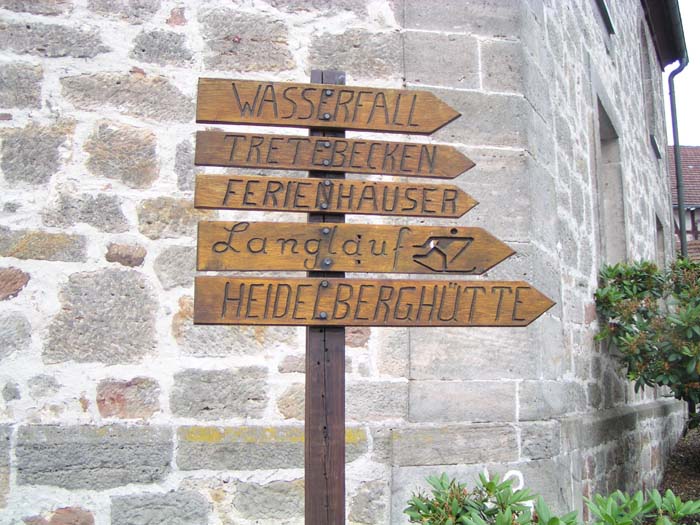 WASSERFALL
TRETEBECKEN
FERIENHÄUSER
Langlauf
HEIDELBERGHÜTTE